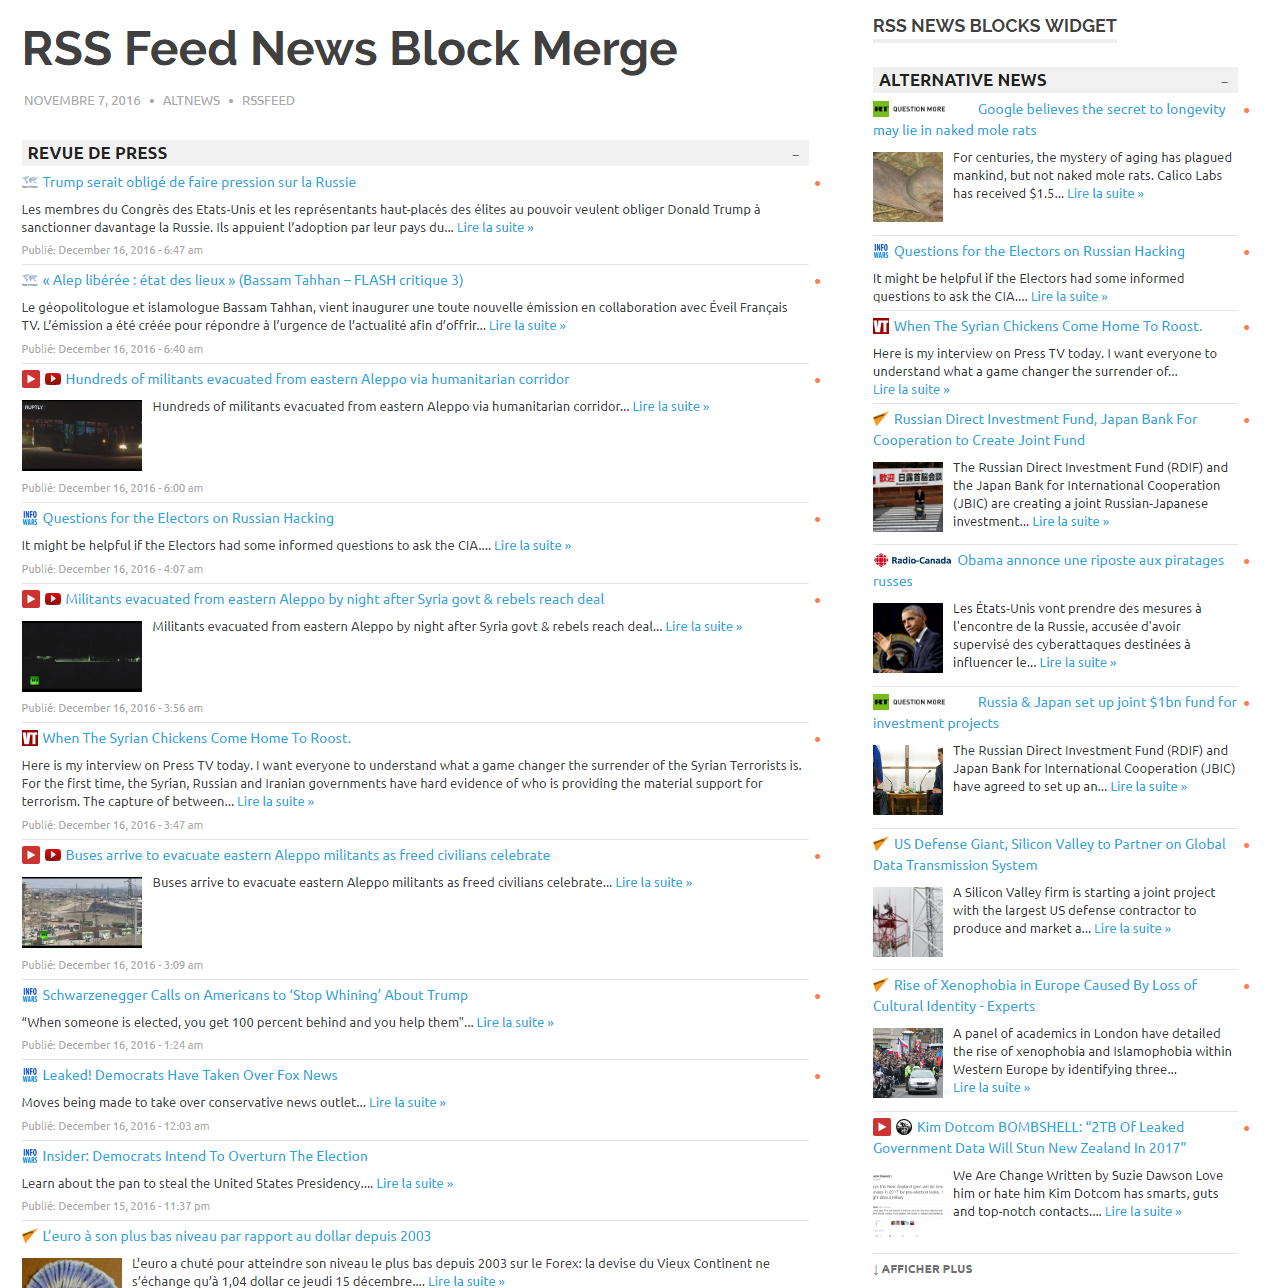 RSS Feed News Block Merge
NOVEMBRE 7, 2016 • ALTNEWS • RSSFEED
REVUE DE PRESS –
Trump serait obligé de faire pression sur la Russie
Les membres du Congrès des Etats-Unis et les représentants haut-placés des élites au pouvoir veulent obliger Donald Trump à
sanctionner davantage la Russie. Ils appuient l’adoption par leur pays du... Lire la suite »
Publié: December 16, 2016 - 6:47 am
« Alep libérée : état des lieux » (Bassam Tahhan – FLASH critique 3)
Le géopolitologue et islamologue Bassam Tahhan, vient inaugurer une toute nouvelle émission en collaboration avec Éveil Français
TV. L’émission a été créée pour répondre à l’urgence de l’actualité afin d’offrir... Lire la suite »
Publié: December 16, 2016 - 6:40 am
Hundreds of militants evacuated from eastern Aleppo via humanitarian corridor
RUPTLY
Hundreds of militants evacuated from eastern Aleppo via humanitarian corridor... Lire la suite »
Publié: December 16, 2016 - 6:00 am
INFO WARS Questions for the Electors on Russian Hacking
It might be helpful if the Electors had some informed questions to ask the CIA.... Lire la suite »
Publié: December 16, 2016 - 4:07 am
Militants evacuated from eastern Aleppo by night after Syria govt & rebels reach deal
Militants evacuated from eastern Aleppo by night after Syria govt & rebels reach deal... Lire la suite »
Publié: December 16, 2016 - 3:56 am
VT When The Syrian Chickens Come Home To Roost.
Here is my interview on Press TV today. I want everyone to understand what a game changer the surrender of the Syrian Terrorists is.
For the first time, the Syrian, Russian and Iranian governments have hard evidence of who is providing the material support for
terrorism. The capture of between... Lire la suite »
Publié: December 16, 2016 - 3:47 am
Buses arrive to evacuate eastern Aleppo militants as freed civilians celebrate
Buses arrive to evacuate eastern Aleppo militants as freed civilians celebrate... Lire la suite »
Publié: December 16, 2016 - 3:09 am
INFO WARS Schwarzenegger Calls on Americans to ‘Stop Whining’ About Trump
“When someone is elected, you get 100 percent behind and you help them"... Lire la suite »
Publié: December 16, 2016 - 1:24 am
INFO WARS Leaked! Democrats Have Taken Over Fox News
Moves being made to take over conservative news outlet... Lire la suite »
Publié: December 16, 2016 - 12:03 am
INFO WARS Insider: Democrats Intend To Overturn The Election
Learn about the pan to steal the United States Presidency.... Lire la suite »
Publié: December 15, 2016 - 11:37 pm
L’euro à son plus bas niveau par rapport au dollar depuis 2003
L’euro a chuté pour atteindre son niveau le plus bas depuis 2003 sur le Forex: la devise du Vieux Continent ne
s’échange qu’à 1,04 dollar ce jeudi 15 décembre.... Lire la suite »
RSS NEWS BLOCKS WIDGET
ALTERNATIVE NEWS –
RT QUESTION MORE Google believes the secret to longevity
may lie in naked mole rats
For centuries, the mystery of aging has plagued
mankind, but not naked mole rats. Calico Labs
has received $1.5... Lire la suite »
INFO WARS Questions for the Electors on Russian Hacking
It might be helpful if the Electors had some informed
questions to ask the CIA.... Lire la suite »
VT When The Syrian Chickens Come Home To Roost.
Here is my interview on Press TV today. I want everyone to
understand what a game changer the surrender of...
Lire la suite »
Russian Direct Investment Fund, Japan Bank For
Cooperation to Create Joint Fund
The Russian Direct Investment Fund (RDIF) and
the Japan Bank for International Cooperation
(JBIC) are creating a joint Russian-Japanese
investment... Lire la suite »
Radio-Canada Obama annonce une riposte aux piratages
russes
Les États-Unis vont prendre des mesures à
l'encontre de la Russie, accusée d'avoir
supervisé des cyberattaques destinées à
influencer le... Lire la suite »
RT QUESTION MORE Russia & Japan set up joint $1bn fund for
investment projects
The Russian Direct Investment Fund (RDIF) and
Japan Bank for International Cooperation (JBIC)
have agreed to set up an... Lire la suite »
US Defense Giant, Silicon Valley to Partner on Global
Data Transmission System
A Silicon Valley firm is starting a joint project
with the largest US defense contractor to
produce and market a... Lire la suite »
Rise of Xenophobia in Europe Caused By Loss of
Cultural Identity - Experts
A panel of academics in London have detailed
the rise of xenophobia and Islamophobia within
Western Europe by identifying three...
Lire la suite »
Kim Dotcom BOMBSHELL: “2TB Of Leaked
Government Data Will Stun New Zealand In 2017”
We Are Change Written by Suzie Dawson Love
him or hate him Kim Dotcom has smarts, guts
and top-notch contacts.... Lire la suite »
↓ AFFICHER PLUS